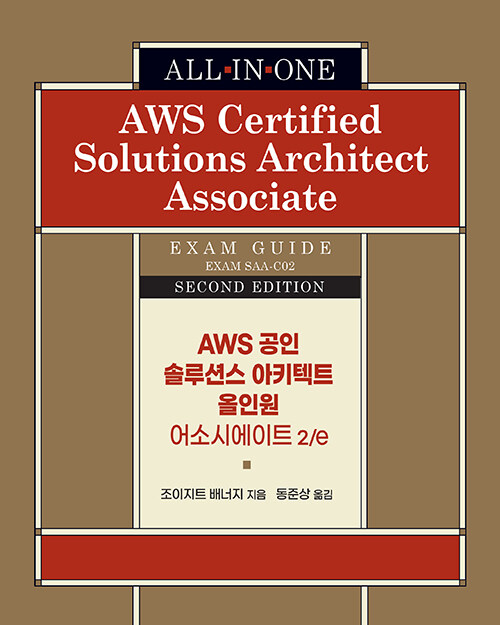 ALL▪IN▪ONE
AWS Certified
Solutions Architect
Associate
EXAM GUIDE
EXAM SAA-C02
SECOND EDITION
AWS 공인
솔루션스 아키텍트
올인원
어소시에이트 2/e
조이지트 배너지 지음 동준상 옮김